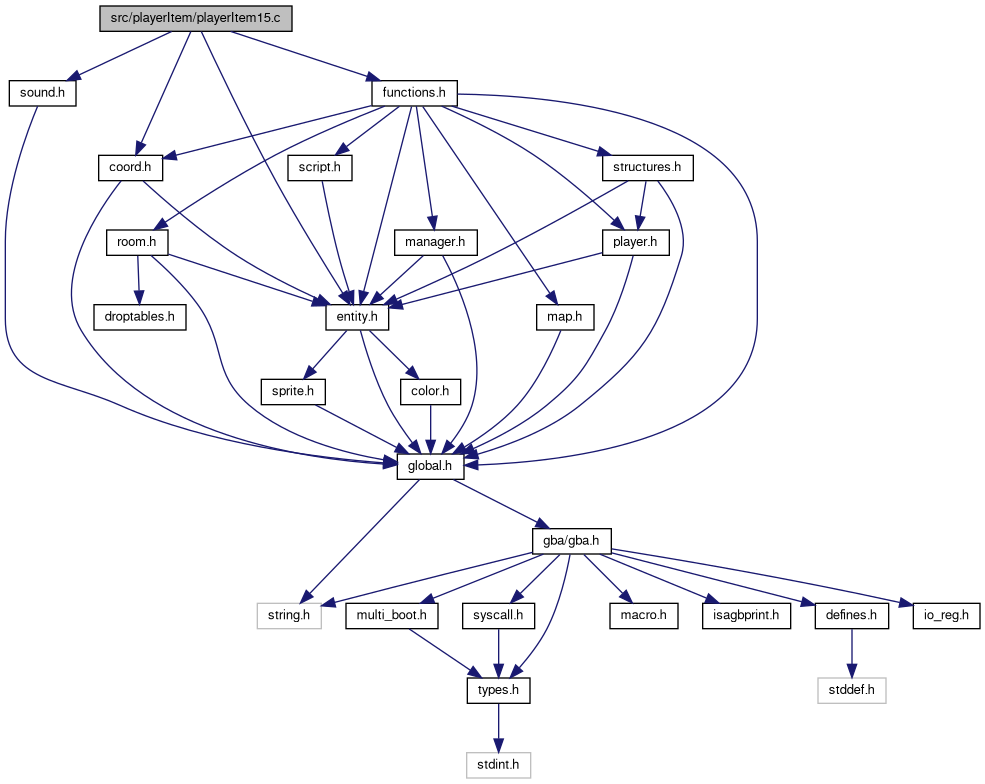 src/playerItem/playerItem15.c
sound.h
functions.h
coord.h
script.h
structures.h
room.h
manager.h
player.h
droptables.h
entity.h
map.h
sprite.h
color.h
global.h
gba/gba.h
string.h
multi_boot.h
syscall.h
macro.h
isagbprint.h
defines.h
io_reg.h
types.h
stddef.h
stdint.h